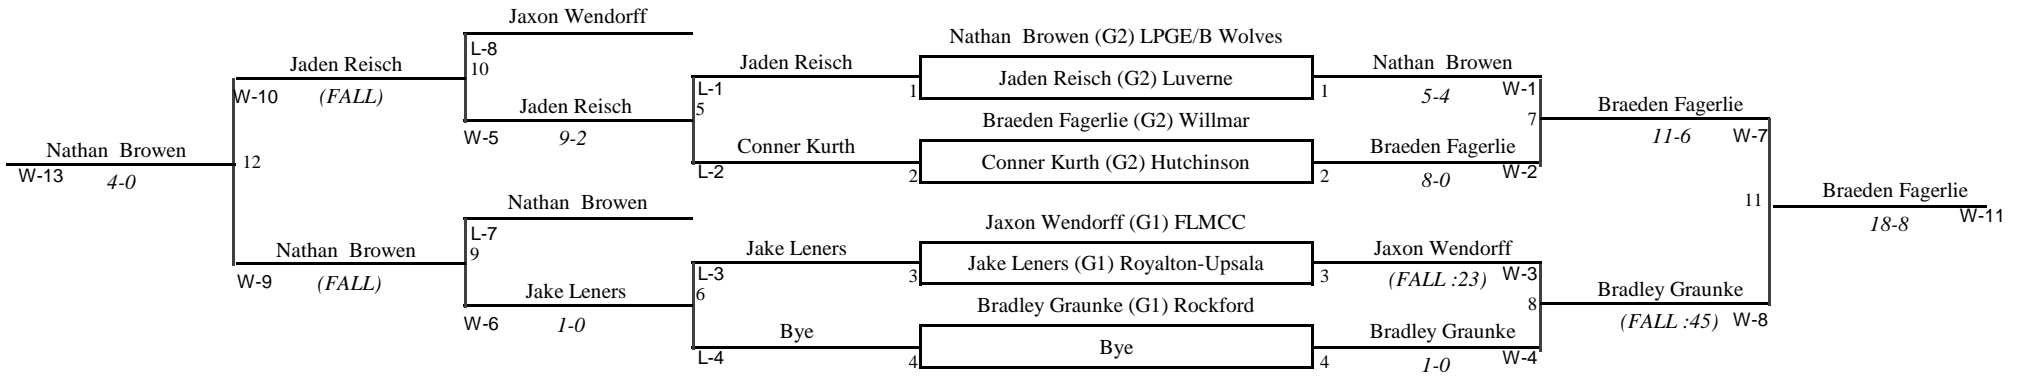 Jaxon Wendorff
L-8
10
Jaden Reisch
W-10
(FALL)
Jaden Reisch
W-5
9-2
Nathan Browen
W-13
4-0
12
Nathan Browen
L-7
9
Nathan Browen
W-9
(FALL)
Jake Leners
W-6
1-0
Jaden Reisch
1
L-1
5
Conner Kurth
2
L-2
Jake Leners
3
L-3
6
Bye
4
L-4
Nathan Browen (G2) LPGE/B Wolves
Jaden Reisch (G2) Luverne
Braeden Fagerlie (G2) Willmar
Conner Kurth (G2) Hutchinson
Jaxon Wendorff (G1) FLMCC
Jake Leners (G1) Royalton-Upsala
Bradley Graunke (G1) Rockford
Bye
Nathan Browen
1
5-4
W-1
7
Braeden Fagerlie
2
8-0
W-2
Jaxon Wendorff
3
(FALL :23)
W-3
8
Bradley Graunke
4
1-0
W-4
Braeden Fagerlie
11-6
W-7
11
Bradley Graunke
(FALL :45)
W-8
Braeden Fagerlie
18-8
W-11